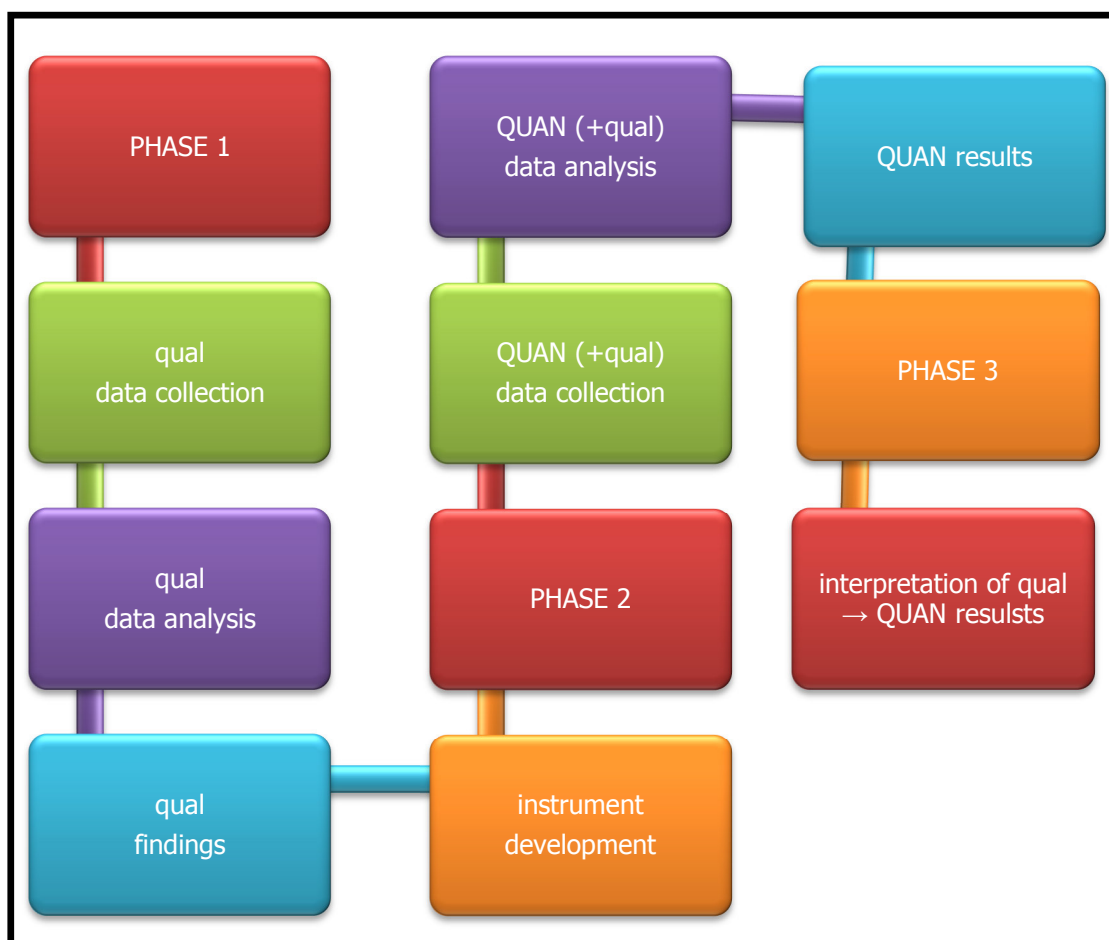 PHASE 1
qual
data collection
qual
data analysis
qual
findings
instrument
development
PHASE 2
QUAN (+qual)
data collection
QUAN (+qual)
data analysis
QUAN results
PHASE 3
interpretation of qual
→ QUAN resulsts